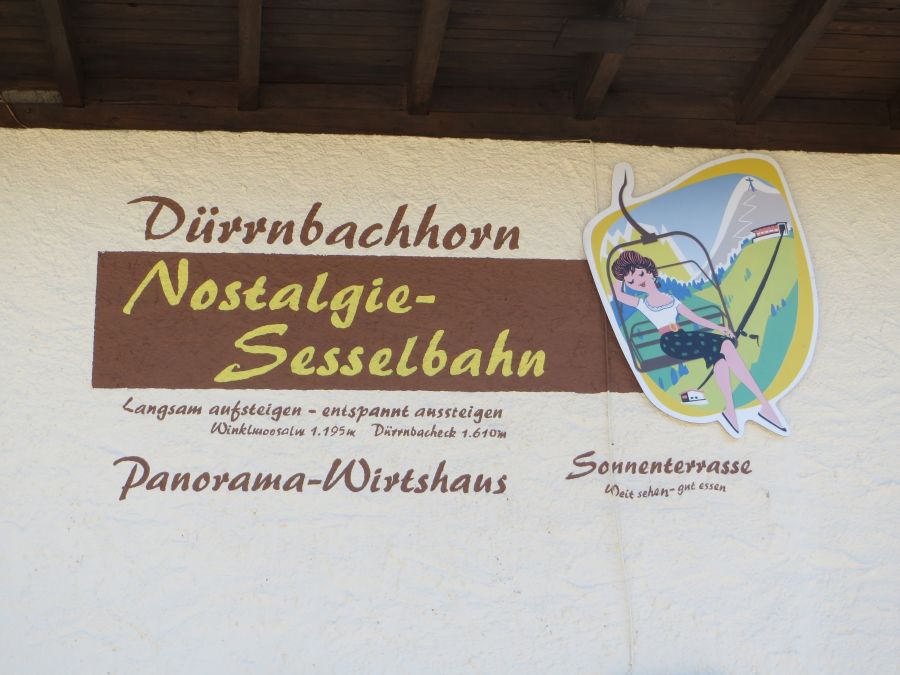 Dürrnbachhorn
Nostalgie-
Sesselbahn
Langsam aufsteigen - entspannt aussteigen
Winklmoosalm 1.195m Dürrnbacheck 1.610m
Panorama-Wirtshaus
Sonnenterrasse
Weit sehen-gut essen